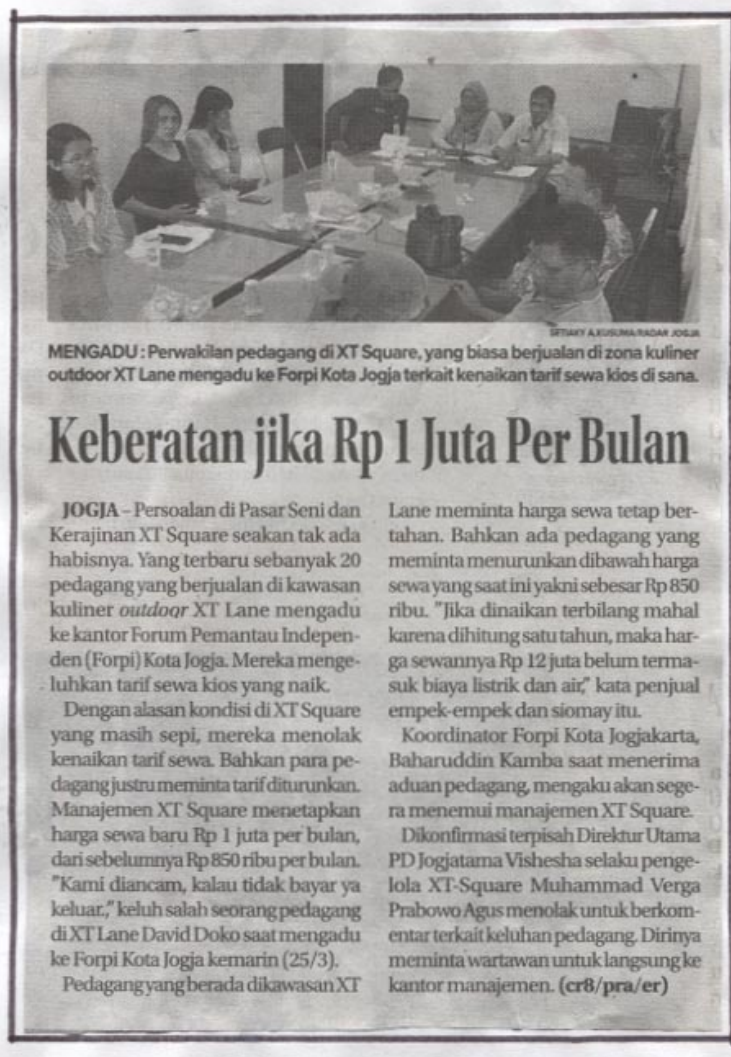 SETIAKY A.KUSUMA/RADAR JOGJA
MENGADU : Perwakilan pedagang di XT Square, yang biasa berjualan di zona kuliner
outdoor XT Lane mengadu ke Forpi Kota Jogja terkait kenaikan tarif sewa kios di sana.
Keberatan jika Rp 1 Juta Per Bulan
JOGJA – Persoalan di Pasar Seni dan
Kerajinan XT Square seakan tak ada
habisnya. Yang terbaru sebanyak 20
pedagang yang berjualan di kawasan
kuliner outdoor XT Lane mengadu
ke kantor Forum Pemantau Indepen-
den (Forpi) Kota Jogja. Mereka menge-
luhkan tarif sewa kios yang naik.
Dengan alasan kondisi di XT Square
yang masih sepi, mereka menolak
kenaikan tarif sewa. Bahkan para pe-
dagang justru meminta tarif diturunkan.
Manajemen XT Square menetapkan
harga sewa baru Rp 1 juta per bulan,
dari sebelumnya Rp 850 ribu per bulan.
"Kami diancam, kalau tidak bayar ya
keluar.," keluh salah seorang pedagang
di XT Lane David Doko saat mengadu
ke Forpi Kota Jogja kemarin (25/3).
Pedagang yang berada dikawasan XT
Lane meminta harga sewa tetap ber-
tahan. Bahkan ada pedagang yang
meminta menurunkan dibawah harga
sewa yang saat ini yakni sebesar Rp 850
ribu. "Jika dinaikan terbilang mahal
karena dihitung satu tahun, maka har-
ga sewannya Rp 12 juta belum terma-
suk biaya listrik dan air," kata penjual
empek-empek dan siomay itu.
Koordinator Forpi Kota Jogjakarta,
Baharuddin Kamba saat menerima
aduan pedagang, mengaku akan sege-
ra menemui manajemen XT Square.
Dikonfirmasi terpisah Direktur Utama
PD Jogjatama Vishesha selaku penge-
lola XT-Square Muhammad Verga
Prabowo Agus menolak untuk berkom-
entar terkait keluhan pedagang. Dirinya
meminta wartawan untuk langsung ke
kantor manajemen. (cr8/pra/er)